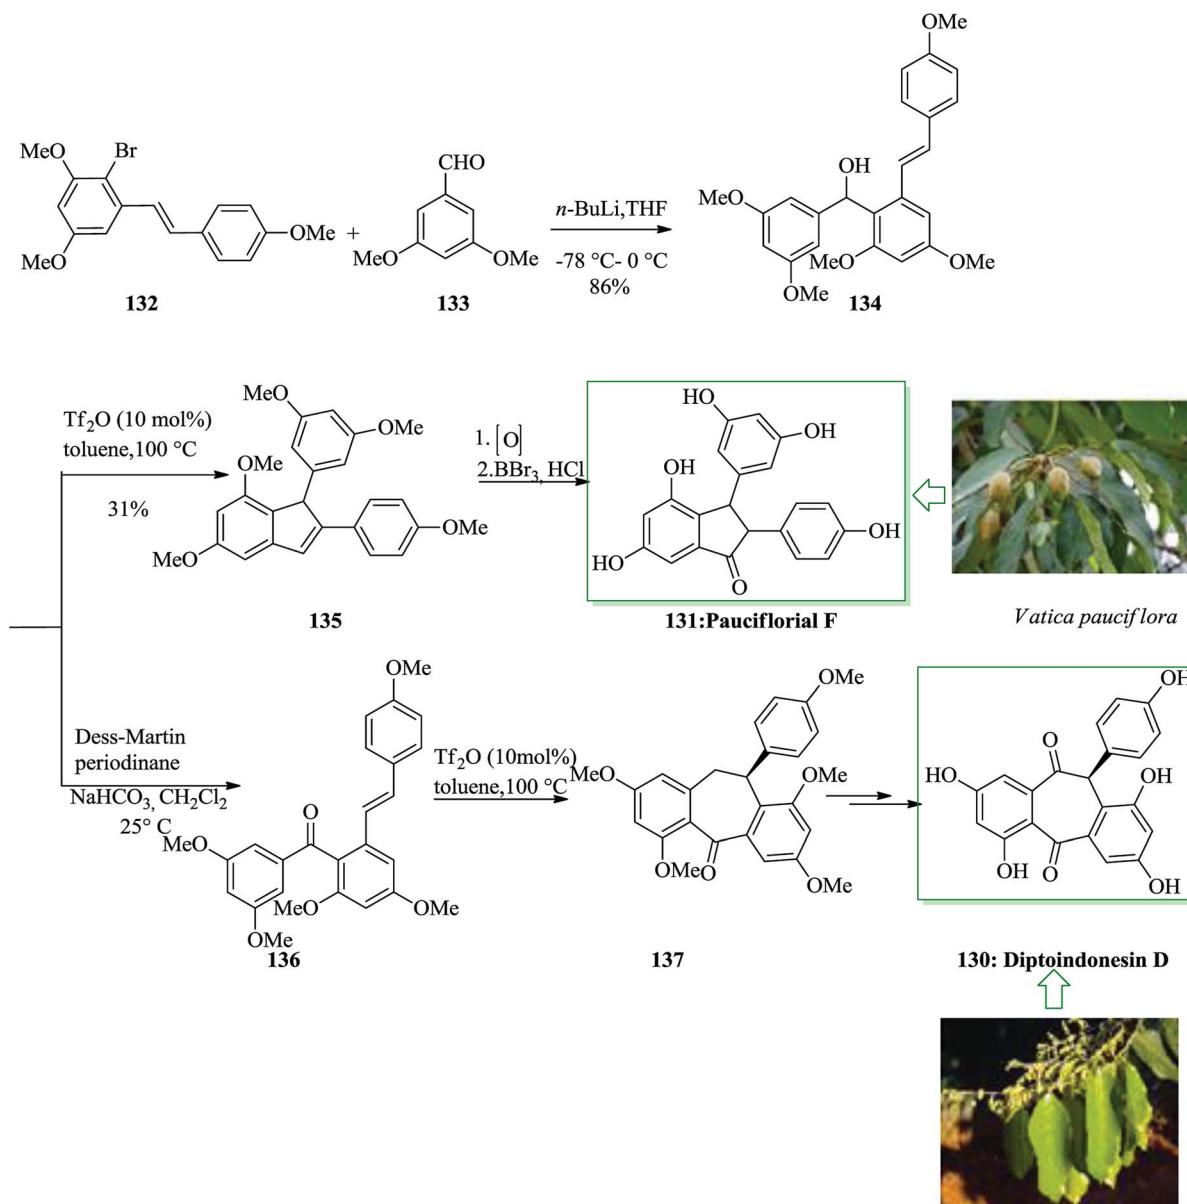 OMe
MeO
Br
OMe
MeO
132
+
CHO
MeO
OMe
133
n-BuLi,THF
-78 °C- 0 °C
86%
OH
MeO
MeO
OMe
OMe
134
Tf2O (10 mol%)
toluene,100 °C
31%
MeO
OMe
OMe
OMe
MeO
135
1.[O]
2.BBr3, HCl
HO
OH
OH
OH
HO
O
131:Pauciflorial F
Vatica pauciflora
Dess-Martin
periodinane
NaHCO3, CH2Cl2
25° C
OMe
O
MeO
MeO
OMe
OMe
136
Tf2O (10mol%)
toluene,100 °C
OMe
MeO
OMe
OMe
O
MeO
137
OH
O
HO
OH
OH
O
OH
130: Diptoindonesin D